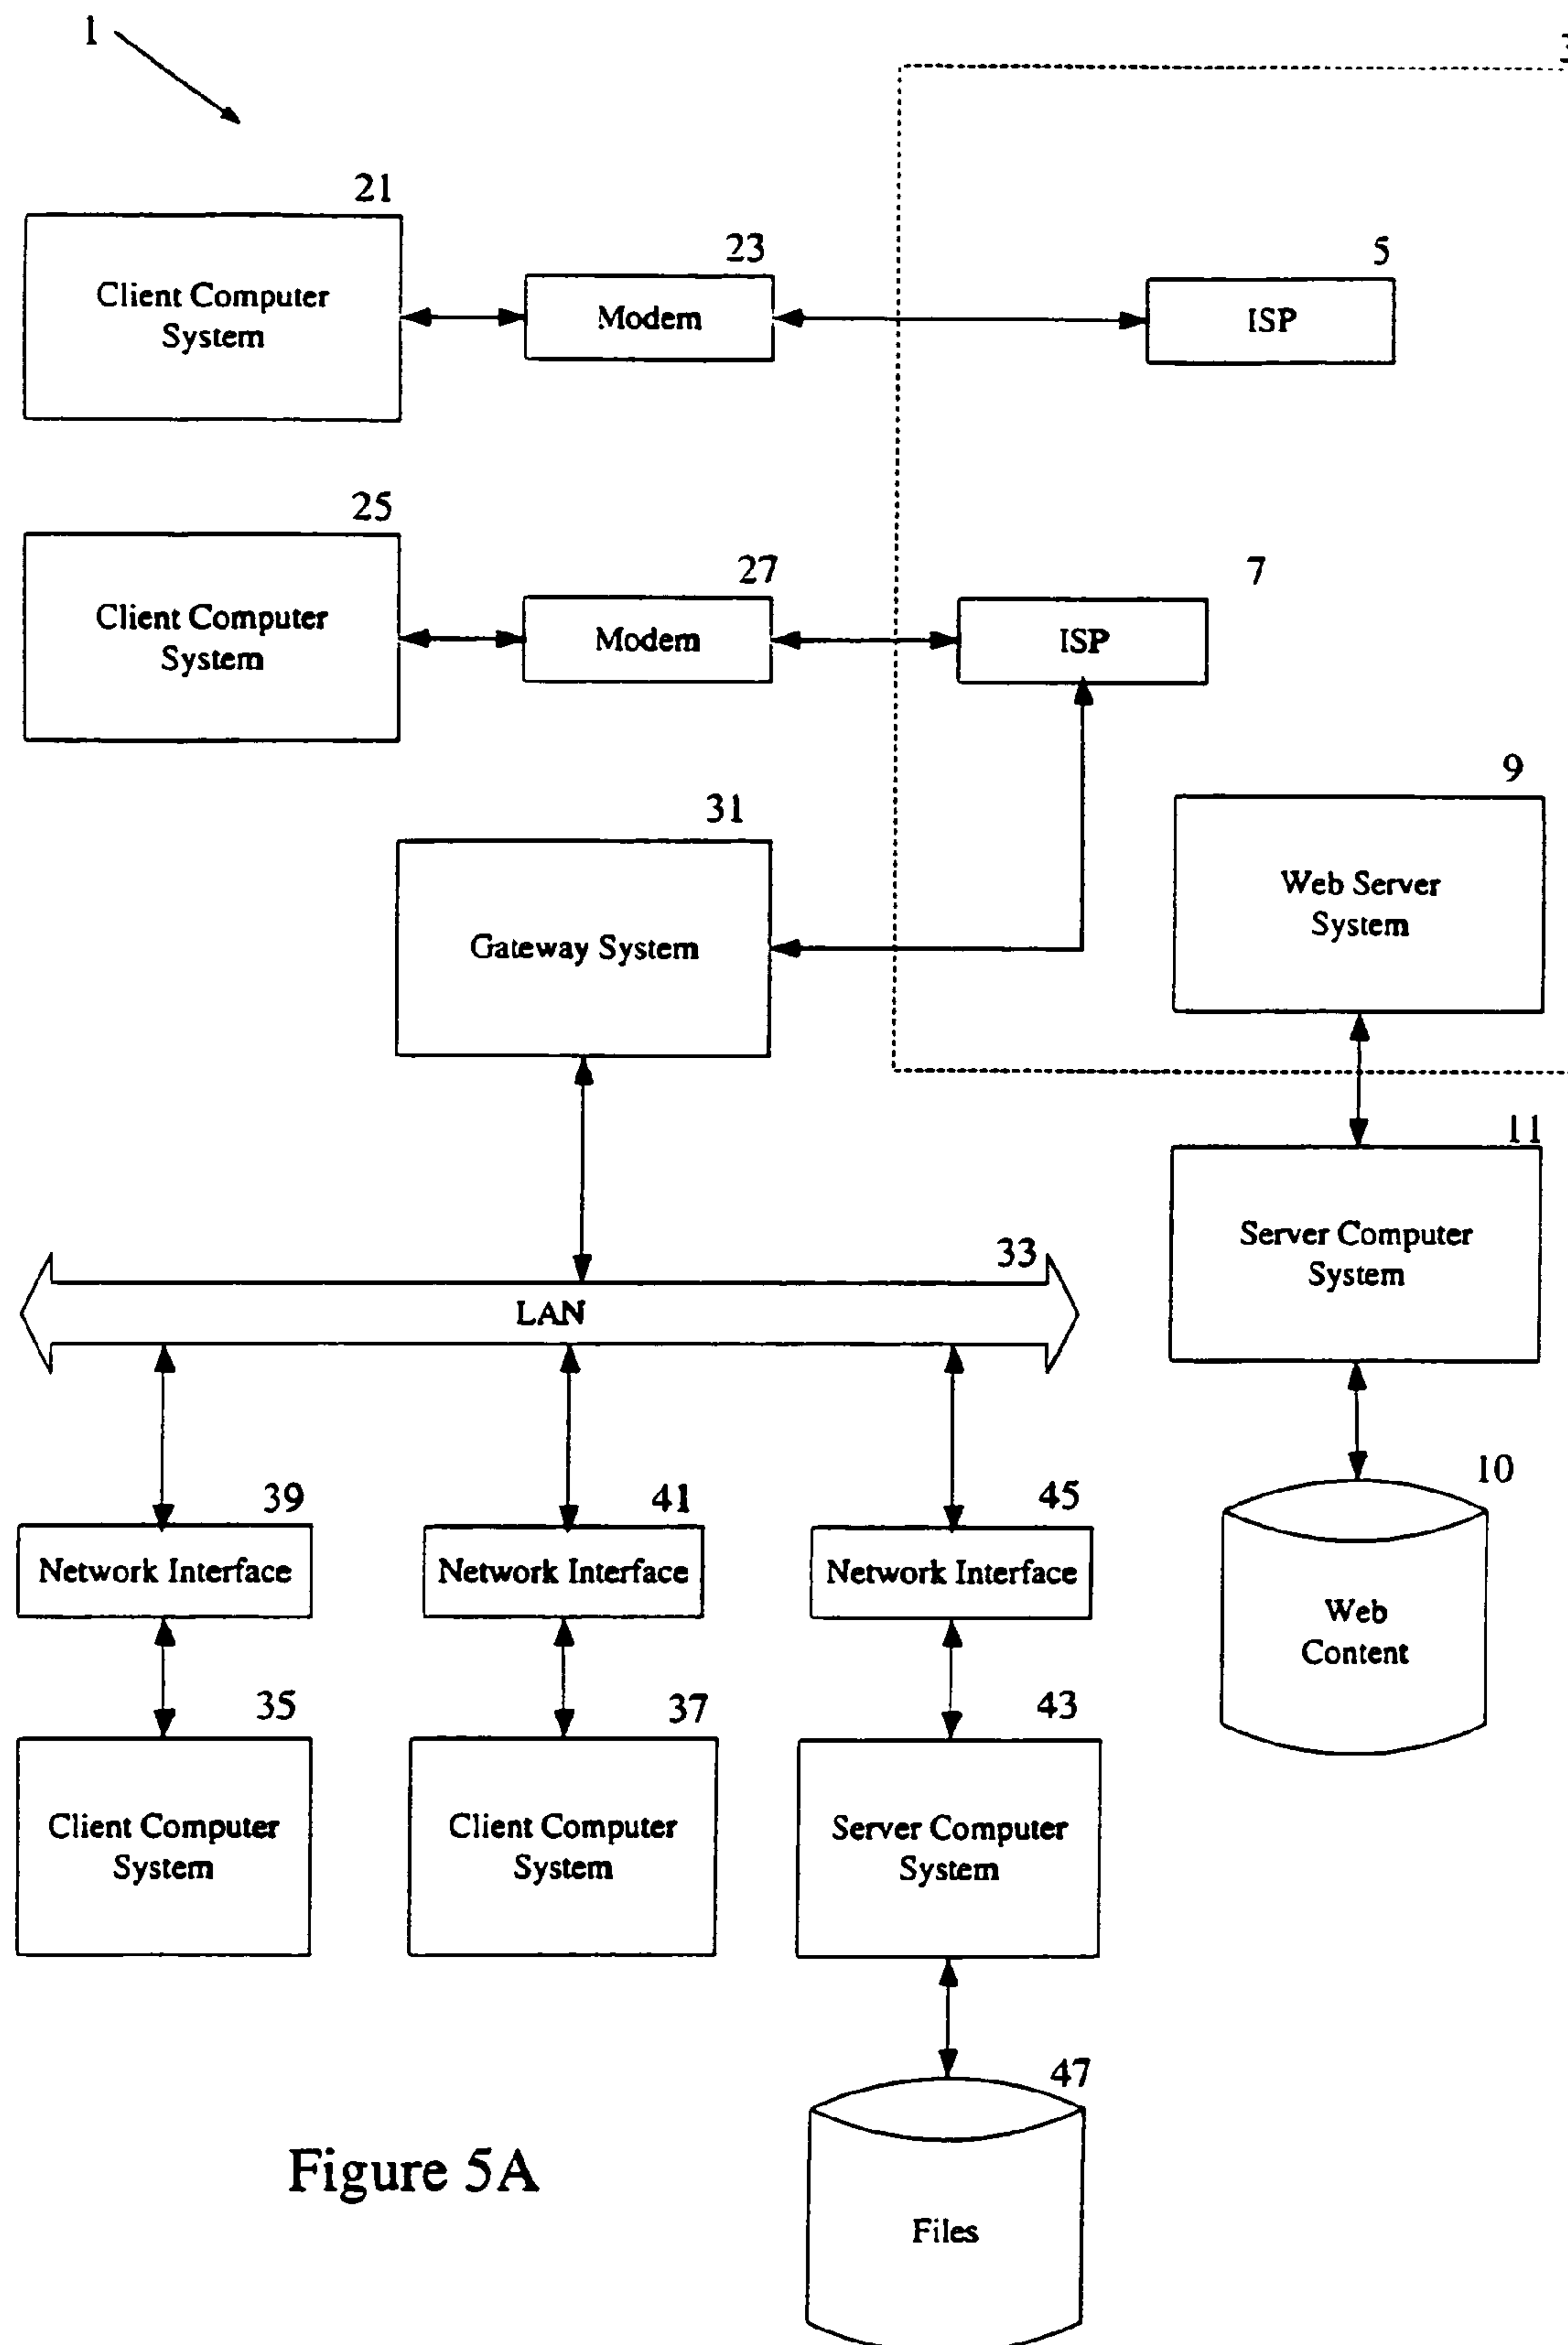 1
3
21
Client Computer
System
23
Modem
5
ISP
25
Client Computer
System
27
Modem
7
ISP
31
Gateway System
9
Web Server
System
11
Server Computer
System
33
LAN
10
Web
Content
39
Network Interface
41
Network Interface
45
Network Interface
35
Client Computer
System
37
Client Computer
System
43
Server Computer
System
47
Files
Figure 5A